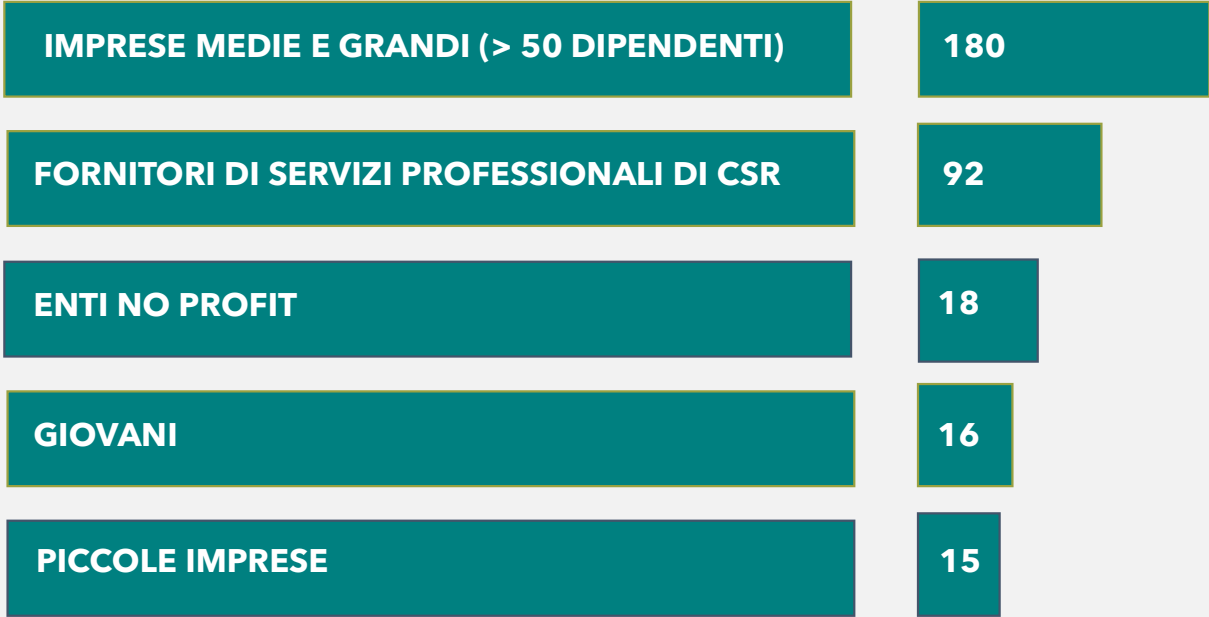 IMPRESE MEDIE E GRANDI (> 50 DIPENDENTI) 180
FORNITORI DI SERVIZI PROFESSIONALI DI CSR 92
ENTI NO PROFIT 18
GIOVANI 16
PICCOLE IMPRESE 15